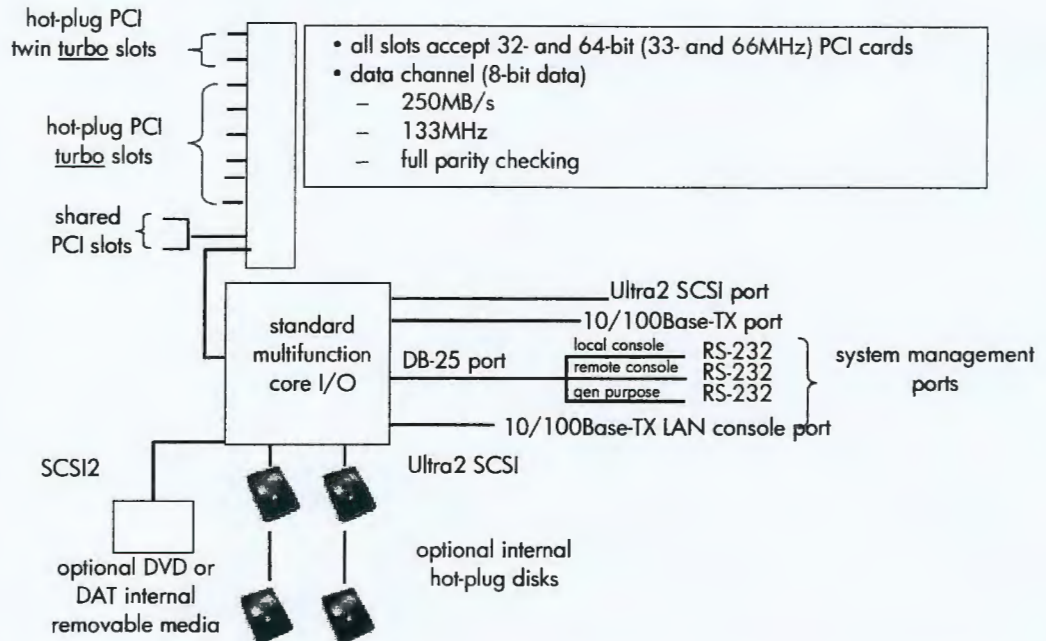 hot-plug PCI
twin turbo slots
• all slots accept 32- and 64-bit (33- and 66MHz) PCI cards
• data channel (8-bit data)
– 250MB/s
– 133MHz
– full parity checking
hot-plug PCI
turbo slots
shared
PCI slots
standard
multifunction
core I/O
Ultra2 SCSI port
10/100Base-TX port
DB-25 port
local console
RS-232
remote console
RS-232
gen purpose
RS-232
system management
ports
10/100Base-TX LAN console port
SCSI2
Ultra2 SCSI
optional internal
hot-plug disks
optional DVD or
DAT internal
removable media